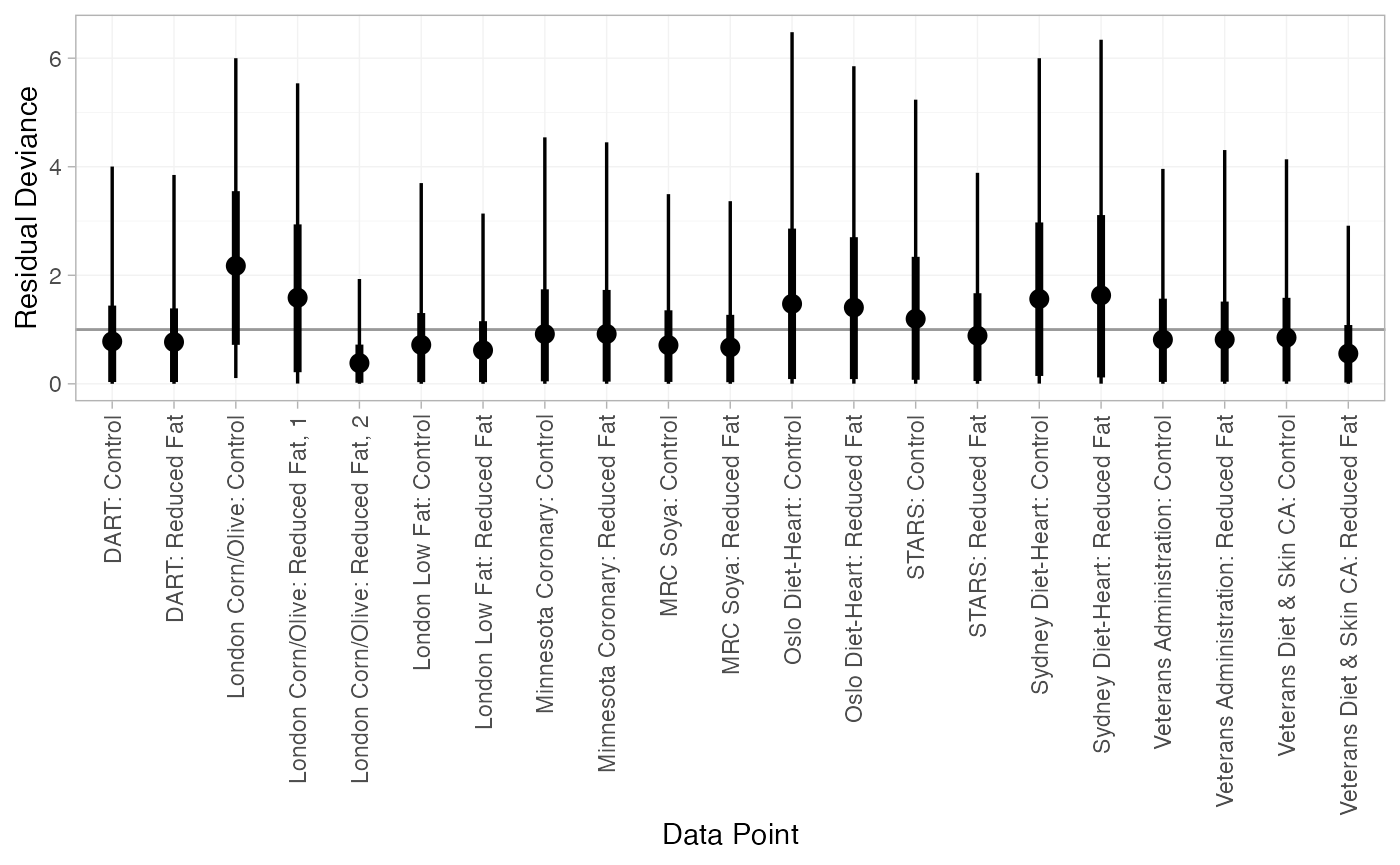 Residual Deviance
6
4
2
0
DART: Control
DART: Reduced Fat
London Corn/Olive: Control
London Corn/Olive: Reduced Fat, 1
London Corn/Olive: Reduced Fat, 2
London Low Fat: Control
London Low Fat: Reduced Fat
Minnesota Coronary: Control
Minnesota Coronary: Reduced Fat
MRC Soya: Control
MRC Soya: Reduced Fat
Oslo Diet-Heart: Control
Oslo Diet-Heart: Reduced Fat
STARS: Control
STARS: Reduced Fat
Sydney Diet-Heart: Control
Sydney Diet-Heart: Reduced Fat
Veterans Administration: Control
Veterans Administration: Reduced Fat
Veterans Diet & Skin CA: Control
Veterans Diet & Skin CA: Reduced Fat
Data Point